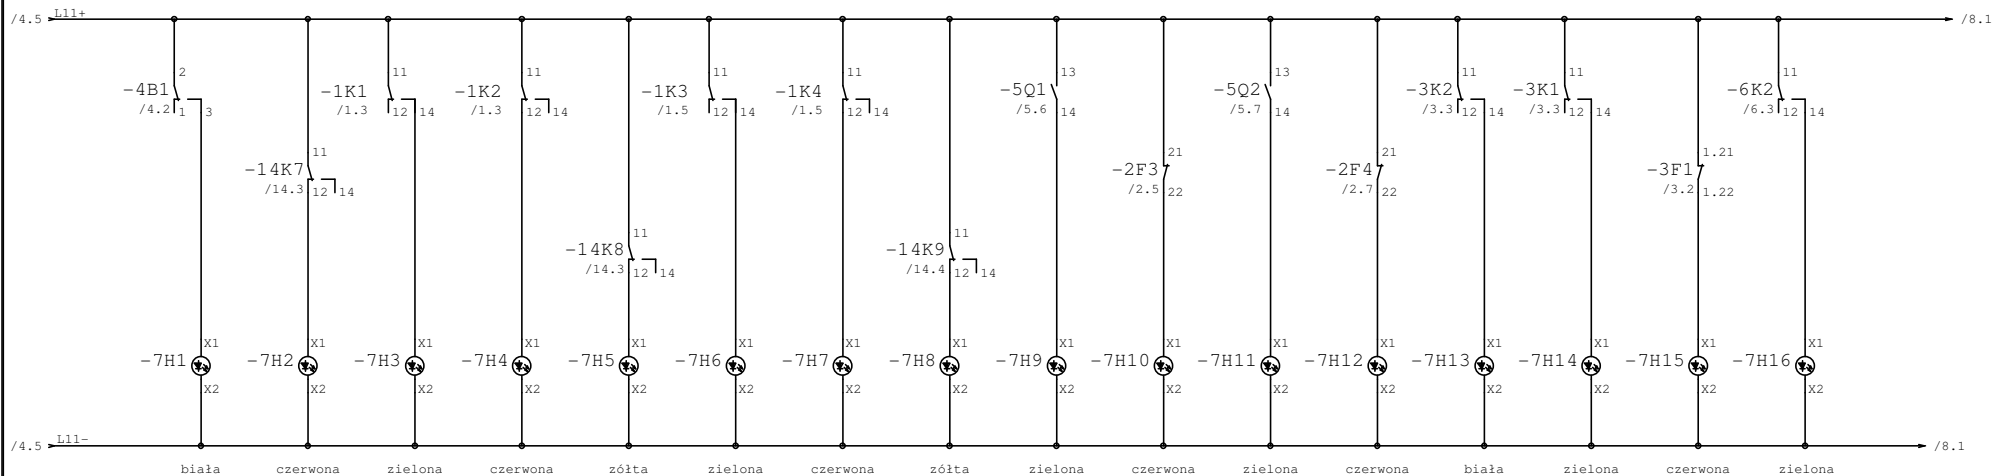 /4.5 L11+ /8.1
2 11 11 11 11 13 13 11 11 11
-4B1 -1K1 -1K2 -1K3 -1K4 -5Q1 -5Q2 -3K2 -3K1 -6K2
/4.2 1 3 /1.3 12 14 /1.3 12 14 /1.5 12 14 /1.5 12 14 /5.6 14 /5.7 14 /3.3 12 14 /3.3 12 14 /6.3 12 14
11 21 21 1.21
-14K7 -2F3 -2F4 -3F1
/14.3 12 14 /2.5 22 /2.7 22 /3.2 1.22
11 11
-14K8 -14K9
/14.3 12 14 /14.4 12 14
X1 X1 X1 X1 X1 X1 X1 X1 X1 X1 X1 X1 X1 X1 X1 X1
-7H1 -7H2 -7H3 -7H4 -7H5 -7H6 -7H7 -7H8 -7H9 -7H10 -7H11 -7H12 -7H13 -7H14 -7H15 -7H16
X2 X2 X2 X2 X2 X2 X2 X2 X2 X2 X2 X2 X2 X2 X2 X2
/4.5 L11- /8.1
biała czerwona zielona czerwona żółta zielona czerwona żółta zielona czerwona zielona czerwona biała zielona czerwona zielona